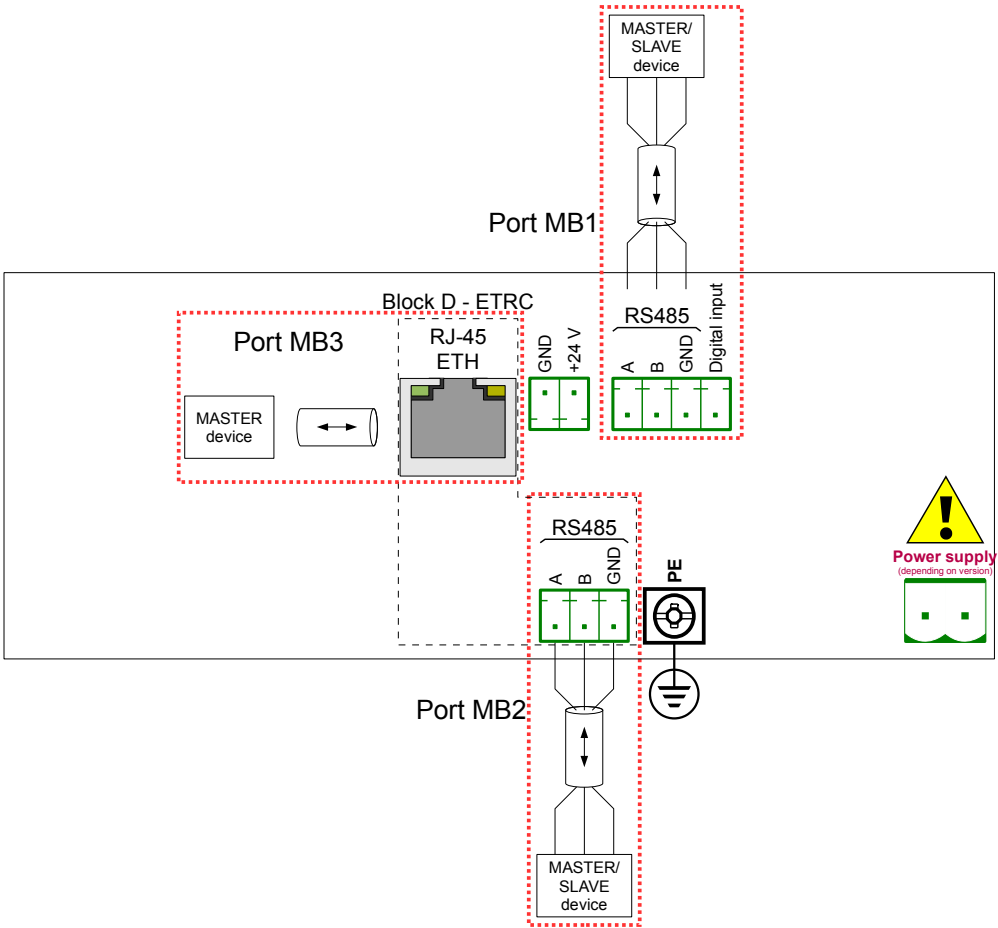 MASTER/
SLAVE
device
Port MB1
Block D - ETRC
Port MB3
RJ-45
ETH
GND
+24 V
RS485
A
B
GND
Digital input
MASTER
device
RS485
A
B
GND
PE
Power supply
(depending on version)
Port MB2
MASTER/
SLAVE
device